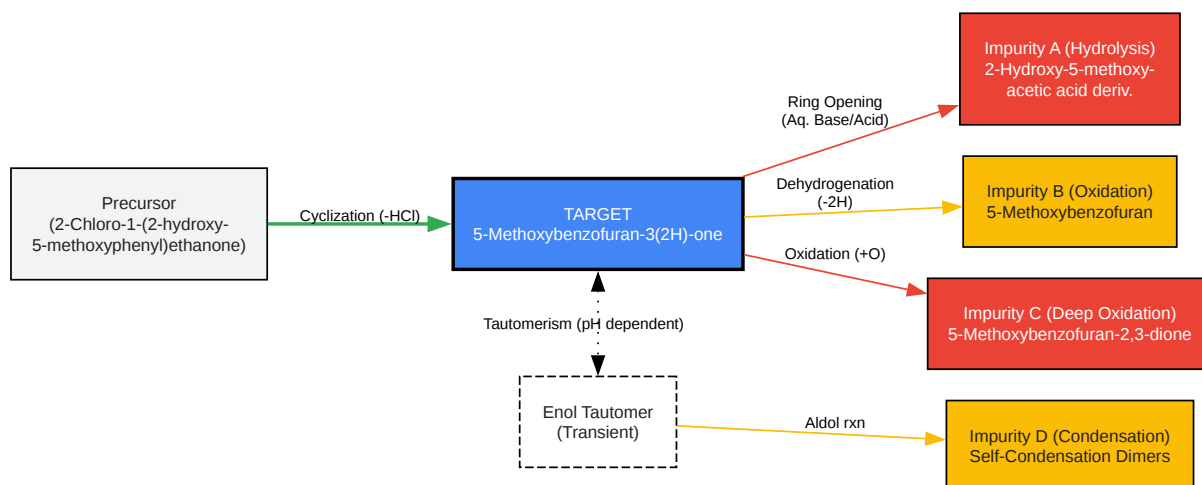 Precursor
(2-Chloro-1-(2-hydroxy-
5-methoxyphenyl)ethanone)
Cyclization (-HCl)
TARGET
5-Methoxybenzofuran-3(2H)-one
Ring Opening
(Aq. Base/Acid)
Impurity A (Hydrolysis)
2-Hydroxy-5-methoxy-
acetic acid deriv.
Dehydrogenation
(-2H)
Impurity B (Oxidation)
5-Methoxybenzofuran
Oxidation (+O)
Impurity C (Deep Oxidation)
5-Methoxybenzofuran-2,3-dione
Tautomerism (pH dependent)
Enol Tautomer
(Transient)
Aldol rxn
Impurity D (Condensation)
Self-Condensation Dimers